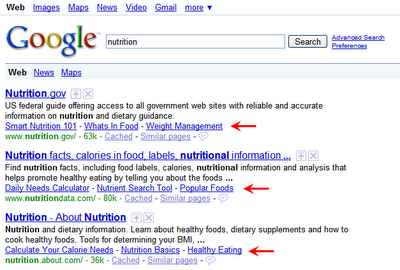 Web Images Maps News Video Gmail more ▼
Google™ nutrition Search Advanced Search
Preferences
Web News Maps
Nutrition.gov
US federal guide offering access to all government web sites with reliable and accurate
information on nutrition and dietary guidance.
Smart Nutrition 101 - Whats In Food - Weight Management
www.nutrition.gov/ - 63k - Cached - Similar pages -
Nutrition facts, calories in food, labels, nutritional information ...
Find nutrition facts, including food labels, calories, nutritional information and analysis that
helps promote healthy eating by telling you about the foods ...
Daily Needs Calculator - Nutrient Search Tool - Popular Foods
www.nutritiondata.com/ - 80k - Cached - Similar pages -
Nutrition - About Nutrition
Nutrition and dietary information. Learn about healthy foods, dietary supplements and how to
cook healthy foods. Tools for determining your BMI, ...
Calculate Your Calorie Needs - Nutrition Basics - Healthy Eating
nutrition.about.com/ - 36k - Cached - Similar pages -